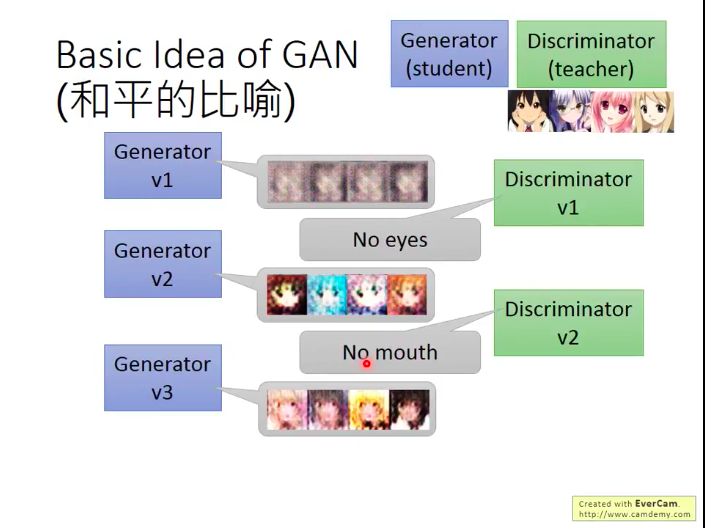 Basic Idea of GAN
(和平的比喻)
Generator
(student)
Discriminator
(teacher)
Generator
v1
Discriminator
v1
No eyes
Generator
v2
Discriminator
v2
No mouth
Generator
v3
Created with EverCam.
http://www.camdemy.com